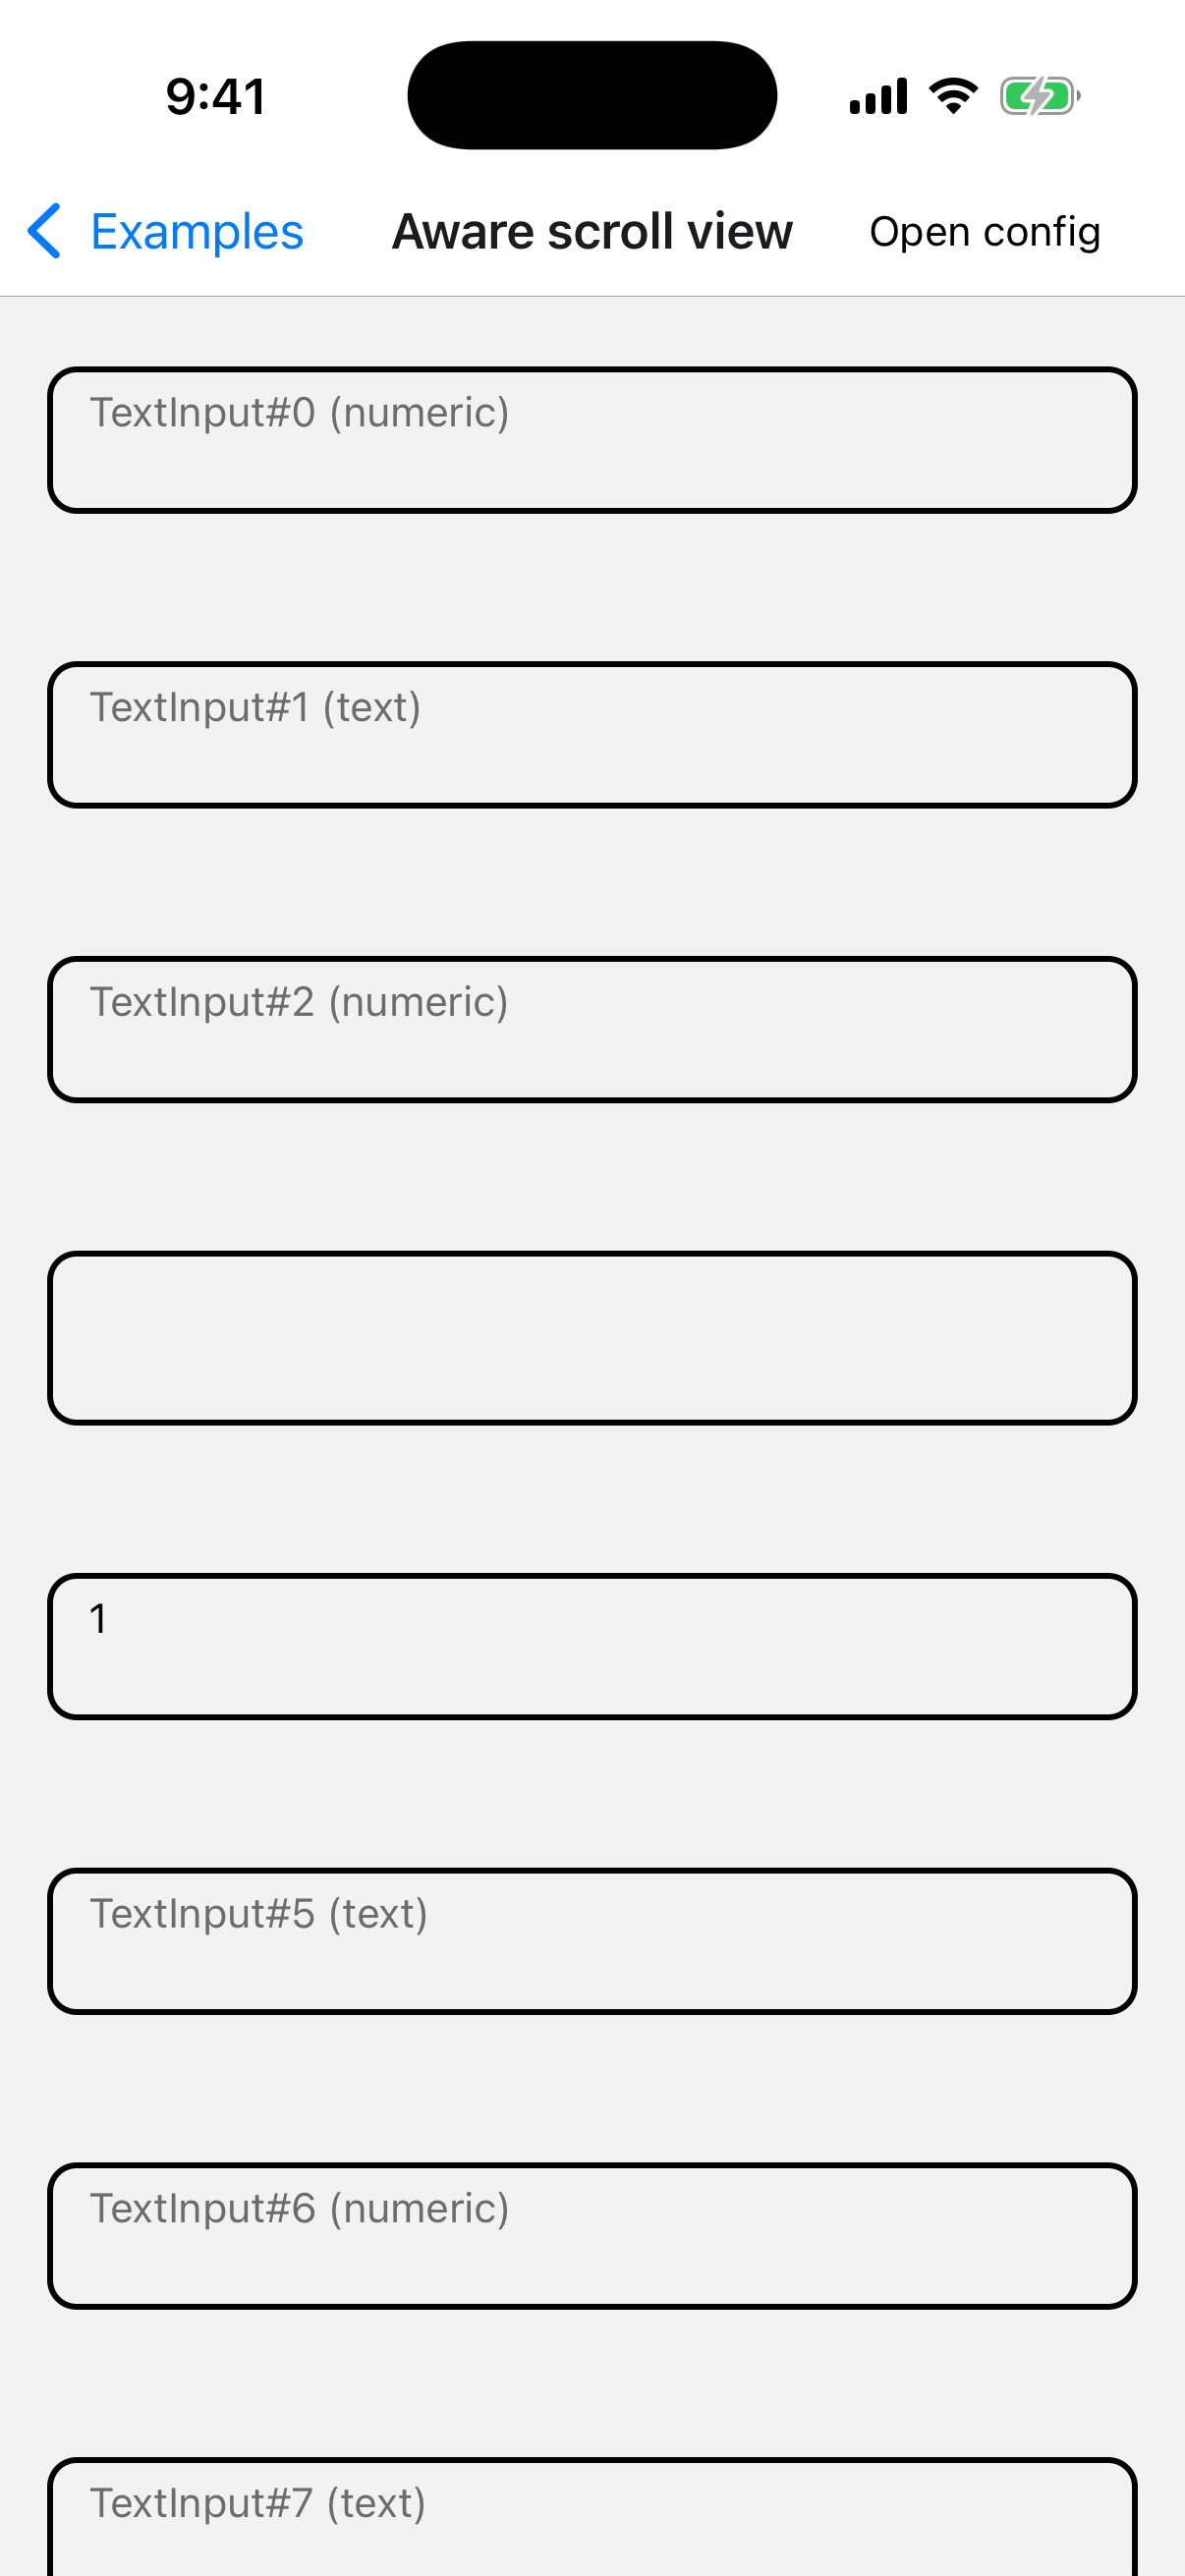 9:41
Examples
Aware scroll view
Open config
TextInput#0 (numeric)
TextInput#1 (text)
TextInput#2 (numeric)
1
TextInput#5 (text)
TextInput#6 (numeric)
TextInput#7 (text)